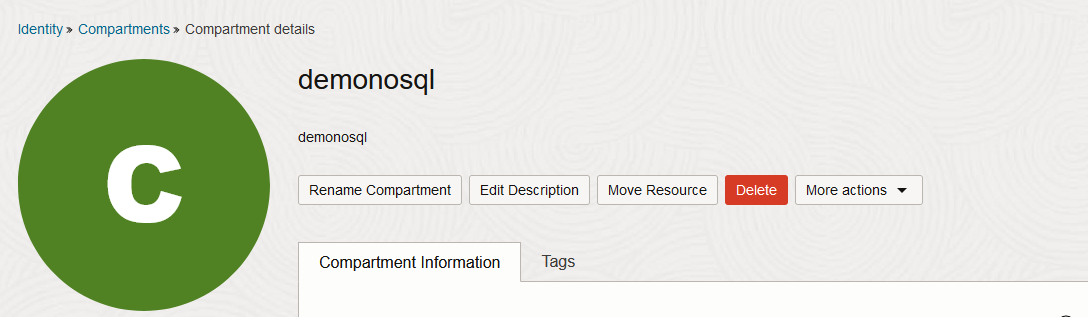 Identity » Compartments » Compartment details
C
demonosql
demonosql
Rename Compartment Edit Description Move Resource Delete More actions
Compartment Information Tags